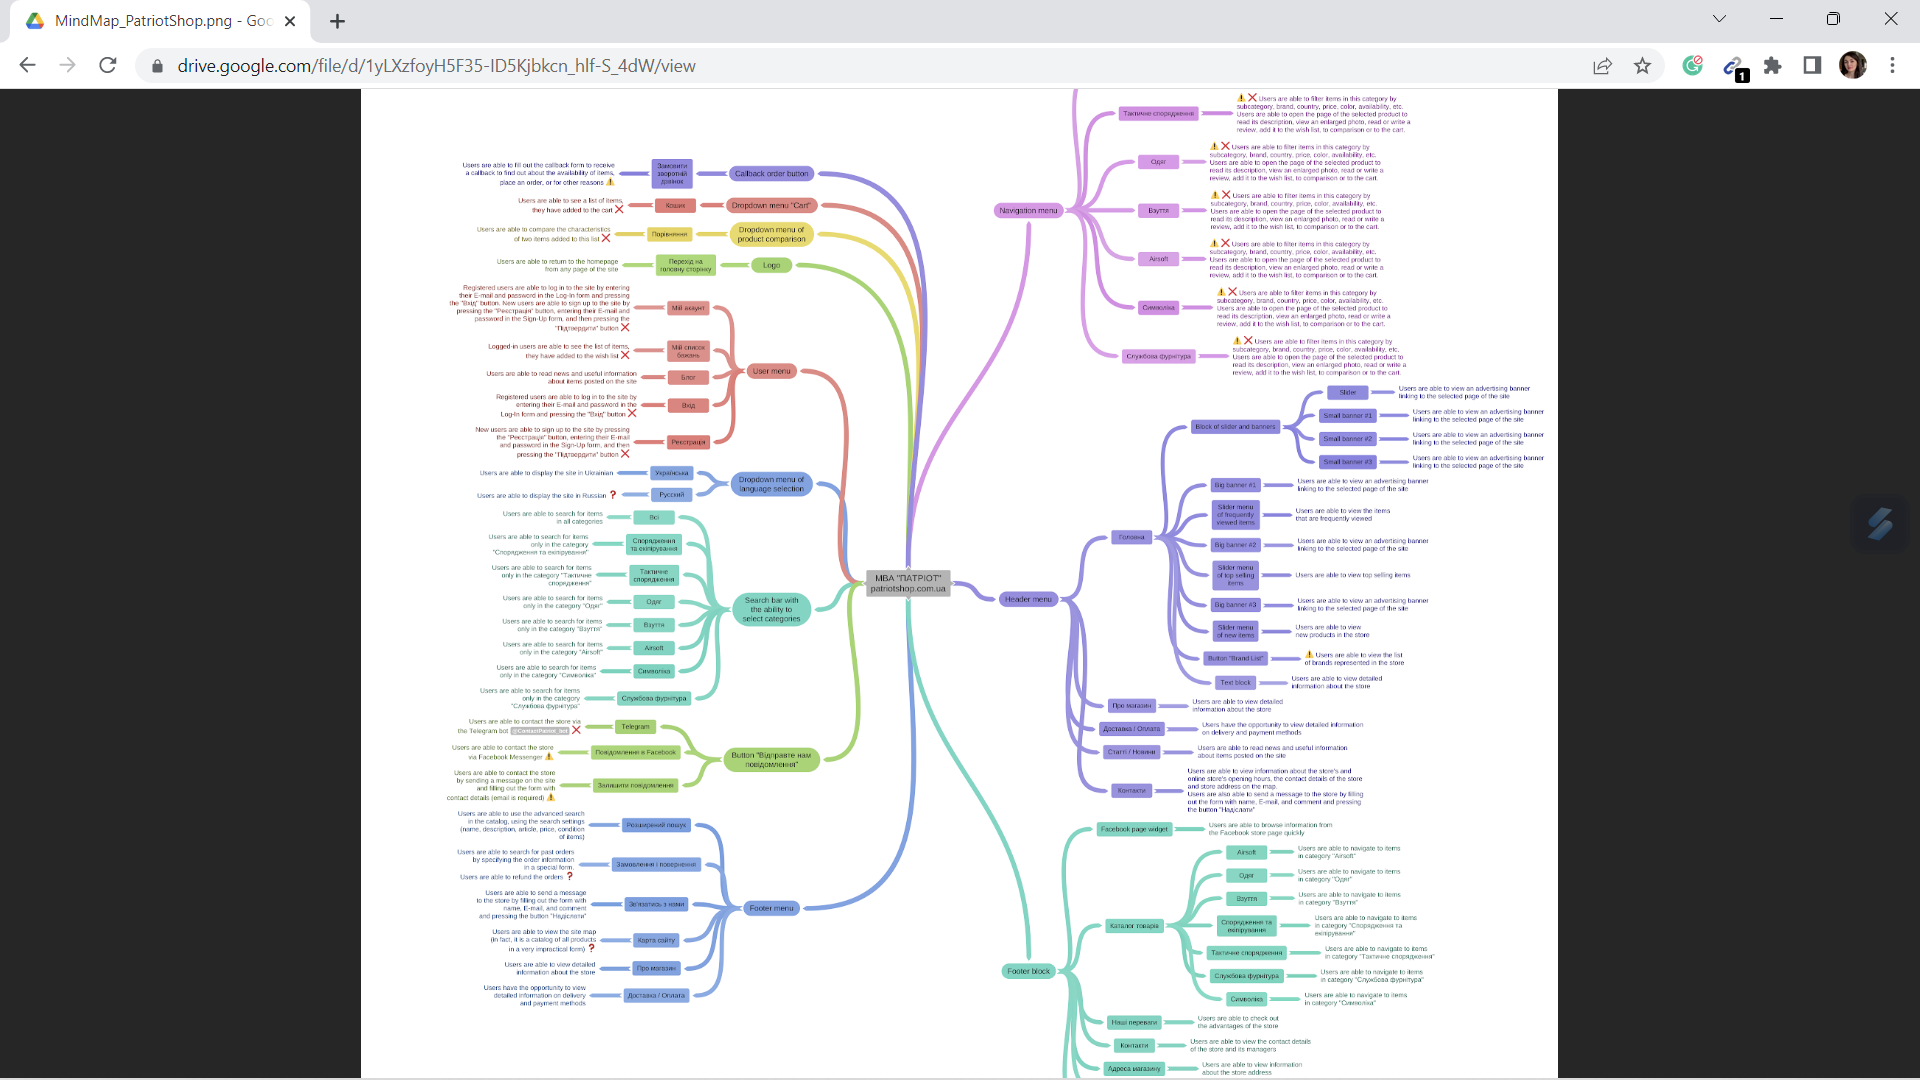 MindMap_PatriotShop.png - Goo
drive.google.com/file/d/1yLXzfoyH5F35-ID5Kjbkcn_hlf-S_4dW/view
1
Users are able to fill out the callback form to receive
a callback to find out about the availability of items,
place an order, or for other reasons
Замовити
зворотній
дзвінок
Callback order button
Users are able to see a list of items,
they have added to the cart
Кошик
Dropdown menu "Cart"
Users are able to compare the characteristics
of two items added to this list
Порівняння
Dropdown menu of
product comparison
Users are able to return to the homepage
from any page of the site
Перехід на
головну сторінку
Logo
Registered users are able to log in to the site by entering
their E-mail and password in the Log-In form and pressing
the "Вхід" button. New users are able to sign up to the site by
pressing the "Реєстрація" button, entering their E-mail and
password in the Sign-Up form, and then pressing the
"Підтвердити" button
Мій акаунт
Logged-in users are able to see the list of items,
they have added to the wish list
Мій список
бажань
User menu
Users are able to read news and useful information
about items posted on the site
Блог
Registered users are able to log in to the site by
entering their E-mail and password in the
Log-In form and pressing the "Вхід" button
Вхід
New users are able to sign up to the site by pressing
the "Реєстрація" button, entering their E-mail
and password in the Sign-Up form, and then
pressing the "Підтвердити" button
Реєстрація
Users are able to display the site in Ukrainian
Українська
Users are able to display the site in Russian
Русский
Dropdown menu of
language selection
Users are able to search for items
in all categories
Всі
Users are able to search for items
only in the category
"Спорядження та екіпірування"
Спорядження
та екіпірування
Users are able to search for items
only in the category "Тактичне
спорядження"
Тактичне
спорядження
Users are able to search for items
only in the category "Одяг"
Одяг
Search bar with
the ability to
select categories
Users are able to search for items
only in the category "Взуття"
Взуття
Users are able to search for items
only in the category "Airsoft"
Airsoft
Users are able to search for items
only in the category "Символіка"
Символіка
Users are able to search for items
only in the category
"Службова фурнітура"
Службова фурнітура
Users are able to contact the store via
the Telegram bot @ContactPatriot_bot
Telegram
Users are able to contact the store
via Facebook Messenger
Повідомлення в Facebook
Button "Відправте нам
повідомлення"
Users are able to contact the store
by sending a message on the site
and filling out the form with
contact details (email is required)
Залишити повідомлення
Users are able to use the advanced search
in the catalog, using the search settings
(name, description, article, price, condition
of items)
Розширений пошук
Users are able to search for past orders
by specifying the order information
in a special form.
Users are able to refund the orders
Замовлення і повернення
Users are able to send a message
to the store by filling out the form with
name, E-mail, and comment
and pressing the button "Надіслати"
Зв'язатись з нами
Footer menu
Users are able to view the site map
(in fact, it is a catalog of all products
in a very impractical form)
Карта сайту
Users are able to view detailed
information about the store
Про магазин
Users have the opportunity to view
detailed information on delivery
and payment methods
Доставка / Оплата
МВА "ПАТРІОТ"
patriotshop.com.ua
Navigation menu
Тактичне спорядження
Users are able to filter items in this category by
subcategory, brand, country, price, color, availability, etc.
Users are able to open the page of the selected product to
read its description, view an enlarged photo, read or write a
review, add it to the wish list, to comparison or to the cart.
Одяг
Users are able to filter items in this category by
subcategory, brand, country, price, color, availability, etc.
Users are able to open the page of the selected product to
read its description, view an enlarged photo, read or write a
review, add it to the wish list, to comparison or to the cart.
Взуття
Users are able to filter items in this category by
subcategory, brand, country, price, color, availability, etc.
Users are able to open the page of the selected product to
read its description, view an enlarged photo, read or write a
review, add it to the wish list, to comparison or to the cart.
Airsoft
Users are able to filter items in this category by
subcategory, brand, country, price, color, availability, etc.
Users are able to open the page of the selected product to
read its description, view an enlarged photo, read or write a
review, add it to the wish list, to comparison or to the cart.
Символіка
Users are able to filter items in this category by
subcategory, brand, country, price, color, availability, etc.
Users are able to open the page of the selected product to
read its description, view an enlarged photo, read or write a
review, add it to the wish list, to comparison or to the cart.
Службова фурнітура
Users are able to filter items in this category by
subcategory, brand, country, price, color, availability, etc.
Users are able to open the page of the selected product to
read its description, view an enlarged photo, read or write a
review, add it to the wish list, to comparison or to the cart.
Header menu
Головна
Block of slider and banners
Slider
Users are able to view an advertising banner
linking to the selected page of the site
Small banner #1
Users are able to view an advertising banner
linking to the selected page of the site
Small banner #2
Users are able to view an advertising banner
linking to the selected page of the site
Small banner #3
Users are able to view an advertising banner
linking to the selected page of the site
Big banner #1
Users are able to view an advertising banner
linking to the selected page of the site
Slider menu
of frequently
viewed items
Users are able to view the items
that are frequently viewed
Big banner #2
Users are able to view an advertising banner
linking to the selected page of the site
Slider menu
of top selling
items
Users are able to view top selling items
Big banner #3
Users are able to view an advertising banner
linking to the selected page of the site
Slider menu
of new items
Users are able to view
new products in the store
Button "Brand List"
Users are able to view the list
of brands represented in the store
Text block
Users are able to view detailed
information about the store
Про магазин
Users are able to view detailed
information about the store
Доставка / Оплата
Users have the opportunity to view detailed information
on delivery and payment methods
Статті / Новини
Users are able to read news and useful information
about items posted on the site
Контакти
Users are able to view information about the store's and
online store's opening hours, the contact details of the store
and store address on the map.
Users are also able to send a message to the store by filling
out the form with name, E-mail, and comment and pressing
the button "Надіслати"
Footer block
Facebook page widget
Users are able to browse information from
the Facebook store page quickly
Каталог товарів
Airsoft
Users are able to navigate to items
in category "Airsoft"
Одяг
Users are able to navigate to items
in category "Одяг"
Взуття
Users are able to navigate to items
in category "Взуття"
Спорядження та
екіпірування
Users are able to navigate to items
in category "Спорядження та
екіпірування"
Тактичне спорядження
Users are able to navigate to items
in category "Тактичне спорядження"
Службова фурнітура
Users are able to navigate to items
in category "Службова фурнітура"
Символіка
Users are able to navigate to items
in category "Символіка"
Наші переваги
Users are able to check out
the advantages of the store
Контакти
Users are able to view the contact details
of the store and its managers
Адреса магазину
Users are able to view information
about the store address